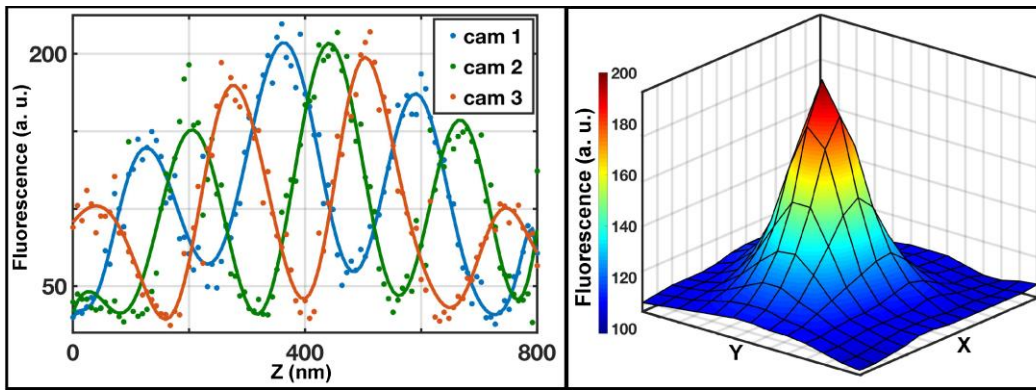 Fluorescence (a. u.)
200
50
0
400
800
Z (nm)
cam 1
cam 2
cam 3
Fluorescence (a. u.)
200
180
160
140
120
100
Y
X